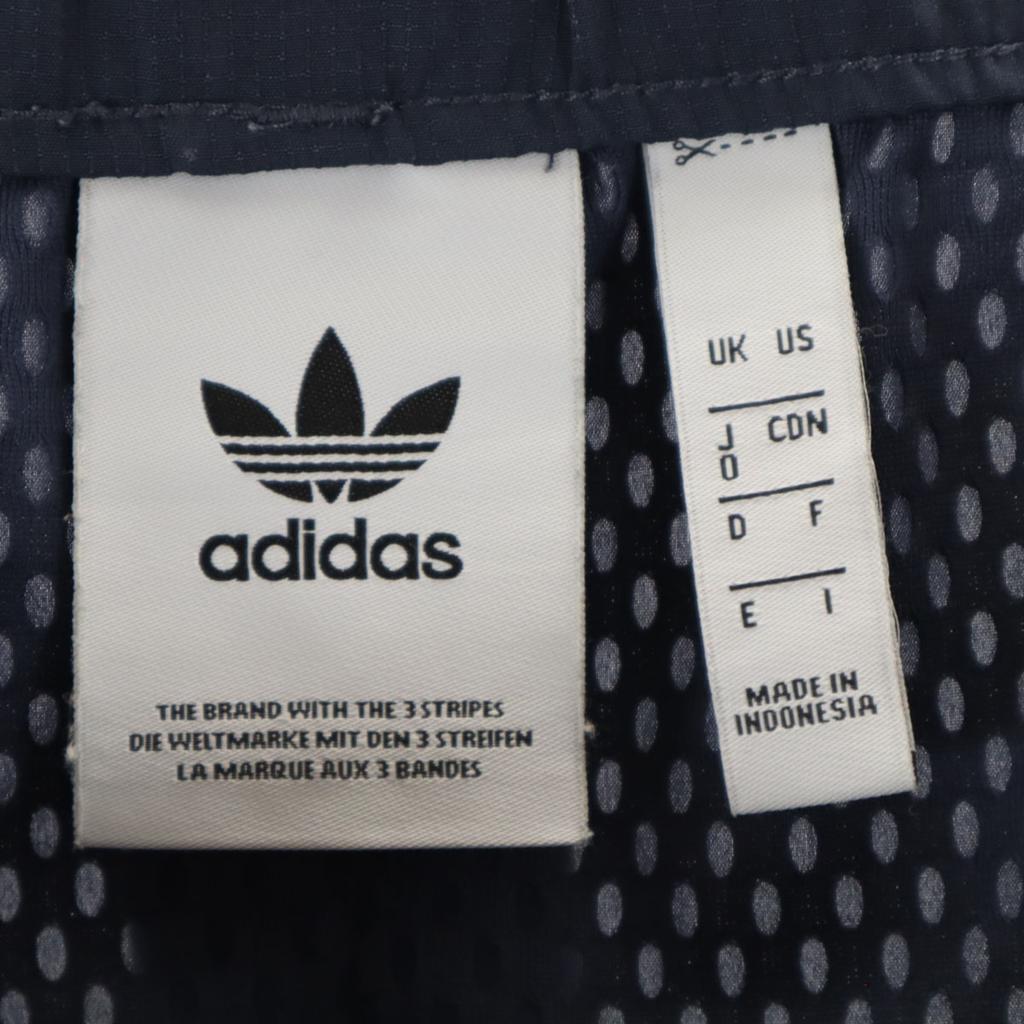 adidas
THE BRAND WITH THE 3 STRIPES
DIE WELTMARKE MIT DEN 3 STREIFEN
LA MARQUE AUX 3 BANDES
UK US
J CDN
O
D F
E I
MADE IN
INDONESIA